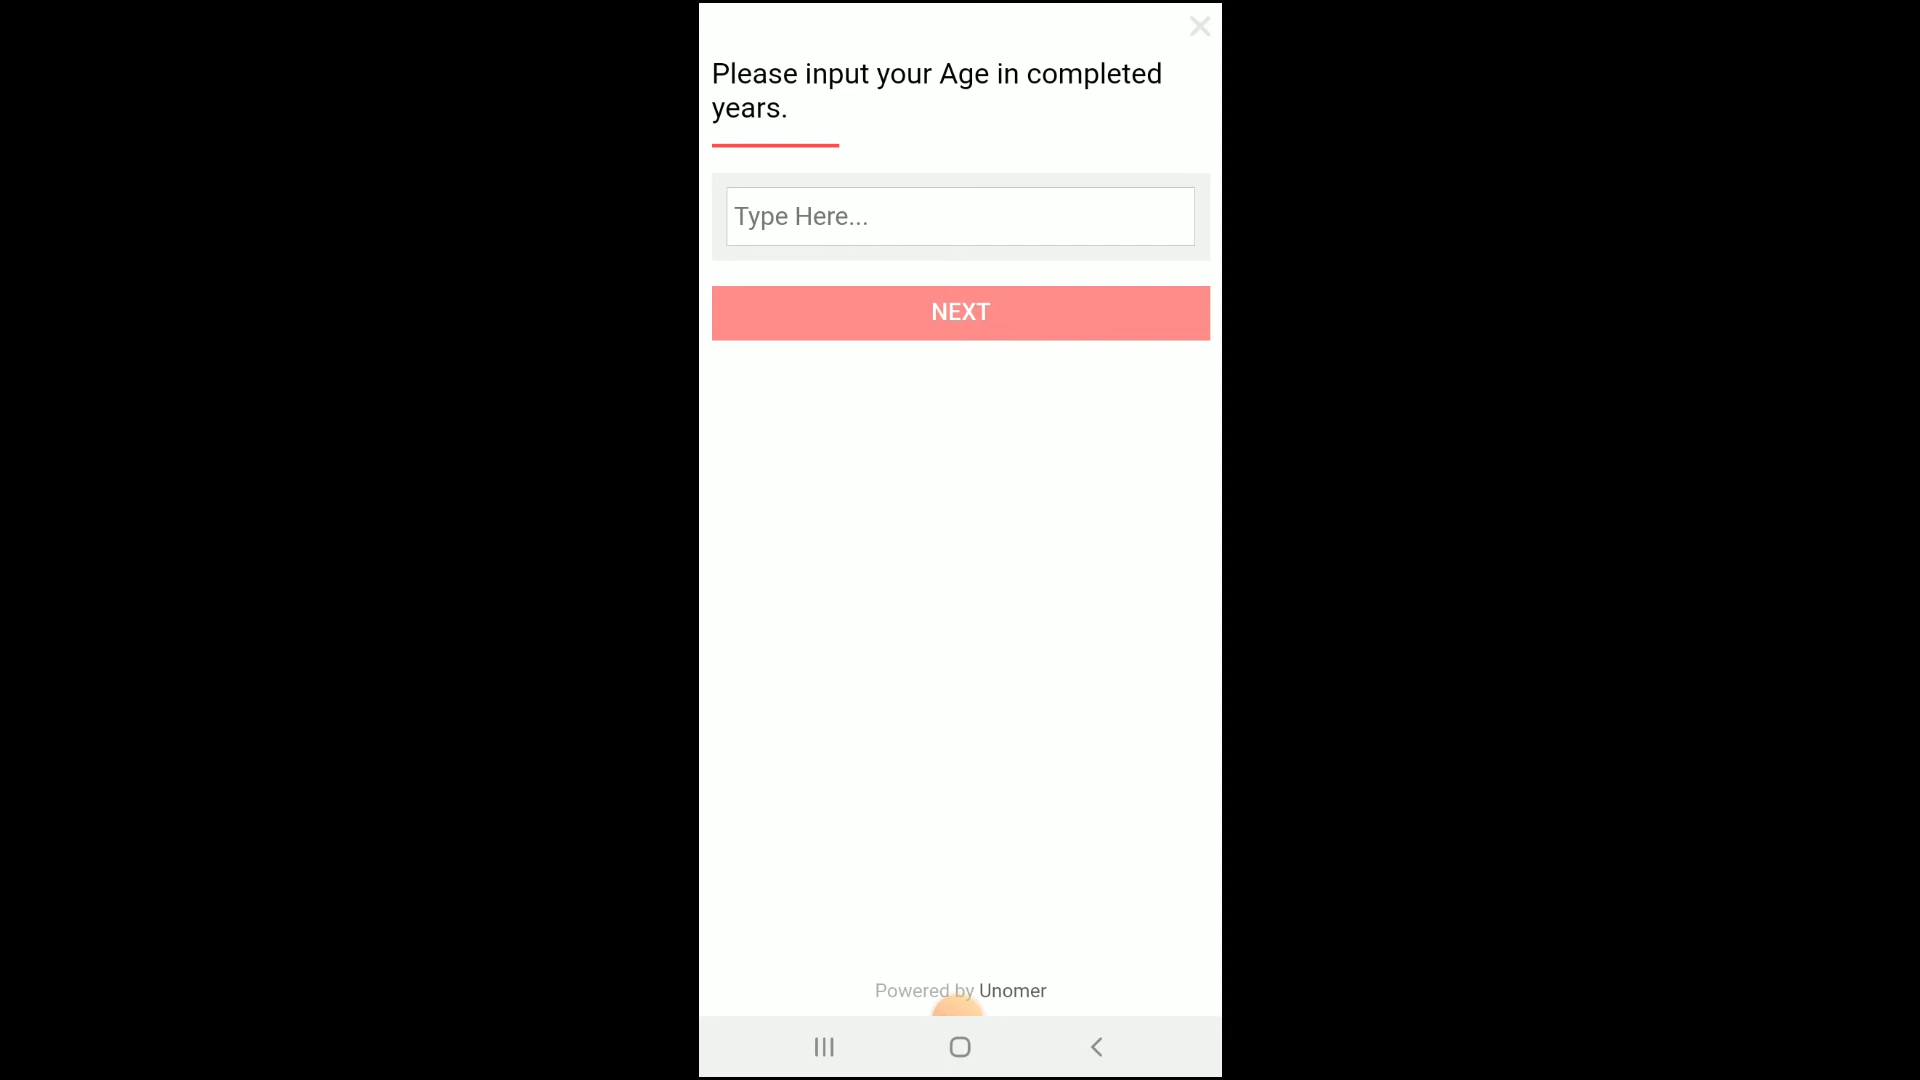 Please input your Age in completed
years.
Type Here...
NEXT
Powered by Unomer